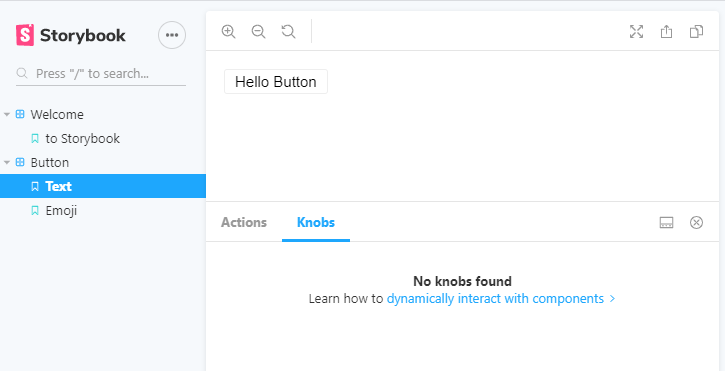 Storybook
Press "/" to search...
Welcome
to Storybook
Button
Text
Emoji
Hello Button
Actions
Knobs
No knobs found
Learn how to dynamically interact with components